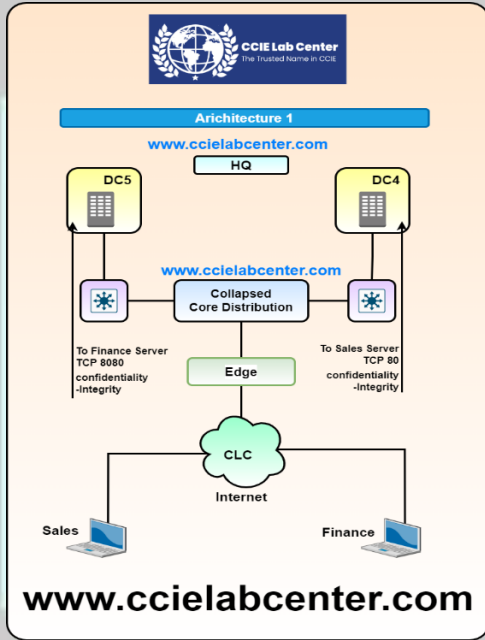 CCIE Lab Center
The Trusted Name in CCIE
Arichitecture 1
www.ccielabcenter.com
HQ
DC5
DC4
www.ccielabcenter.com
Collapsed
Core Distribution
To Finance Server
TCP 8080
confidentiality
-Integrity
To Sales Server
TCP 80
confidentiality
-Integrity
Edge
CLC
Internet
Sales
Finance
www.ccielabcenter.com